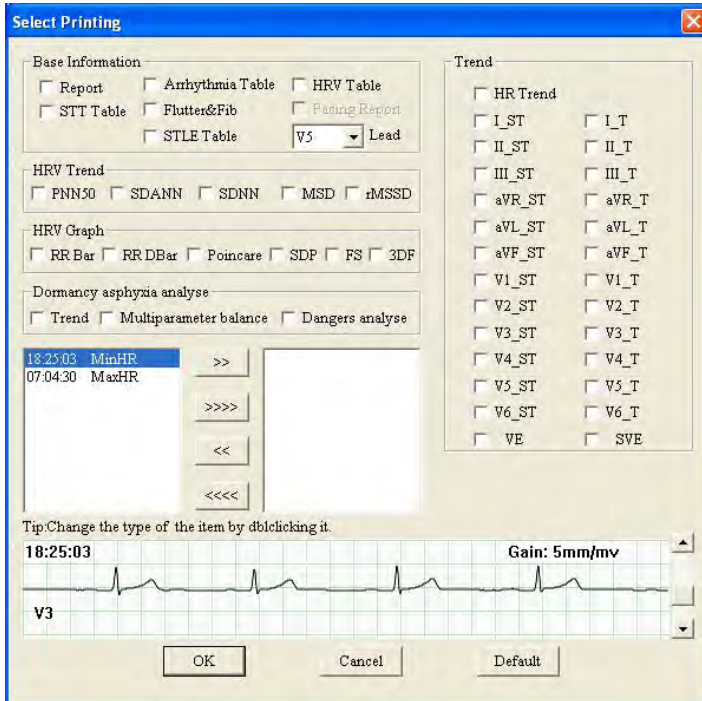 Select Printing
Base Information
Report
Arrhythmia Table
HRV Table
STT Table
Flutter&Fib
Pacing Report
STLE Table
V5
Lead
HRV Trend
PNN50
SDANN
SDNN
MSD
rMSSD
HRV Graph
RR Bar
RR DBar
Poincare
SDP
FS
3DF
Dormancy asphyxia analyse
Trend
Multiparameter balance
Dangers analyse
18:25:03 MinHR
07:04:30 MaxHR
>>
>>>>
<<
<<<<
Trend
HR Trend
I_ST I_T
II_ST II_T
III_ST III_T
aVR_ST aVR_T
aVL_ST aVL_T
aVF_ST aVF_T
V1_ST V1_T
V2_ST V2_T
V3_ST V3_T
V4_ST V4_T
V5_ST V5_T
V6_ST V6_T
VE SVE
Tip:Change the type of the item by dblclicking it.
18:25:03 Gain: 5mm/mv
V3
OK Cancel Default